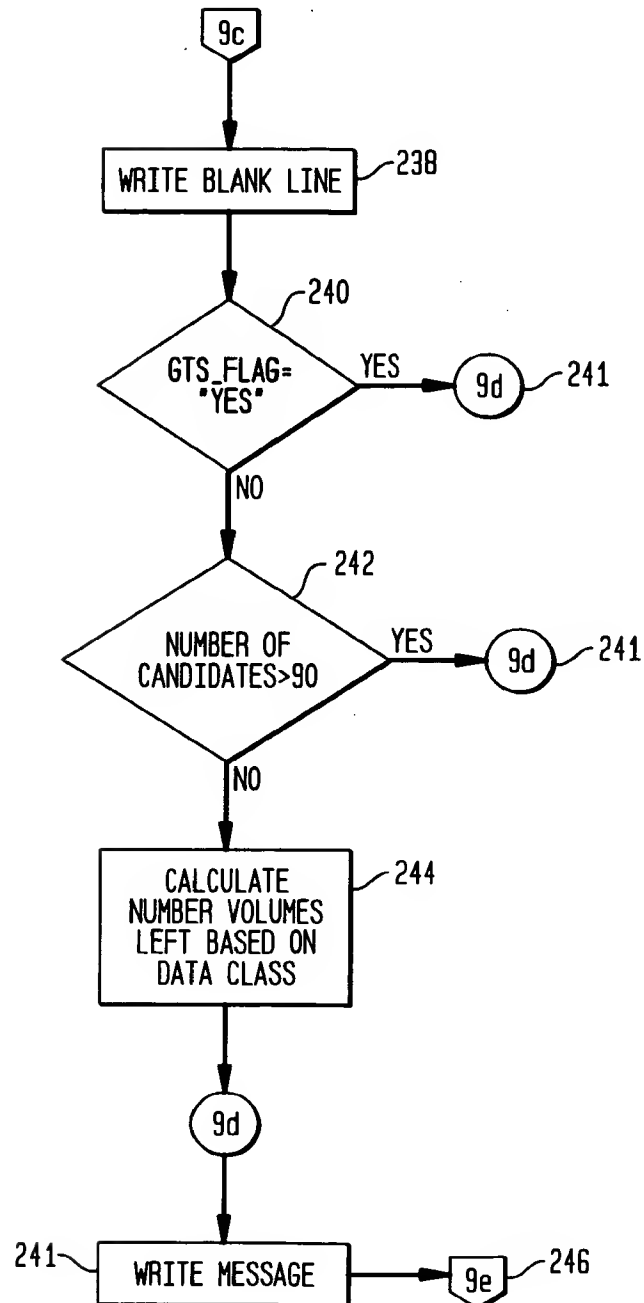 9c
WRITE BLANK LINE
238
240
GTS_FLAG=
"YES"
YES
9d
241
NO
242
NUMBER OF
CANDIDATES>90
YES
9d
241
NO
CALCULATE
NUMBER VOLUMES
LEFT BASED ON
DATA CLASS
244
9d
241
WRITE MESSAGE
9e
246